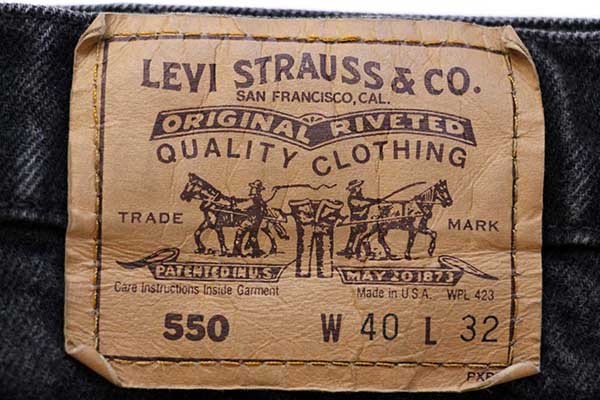 LEVI STRAUSS & CO.
SAN FRANCISCO, CAL.
ORIGINAL RIVETED
QUALITY CLOTHING
TRADE MARK
PATENTED IN U.S. MAY 20 1873
Care Instructions Inside Garment Made in U.S.A. WPL 423
550 W 40 L 32